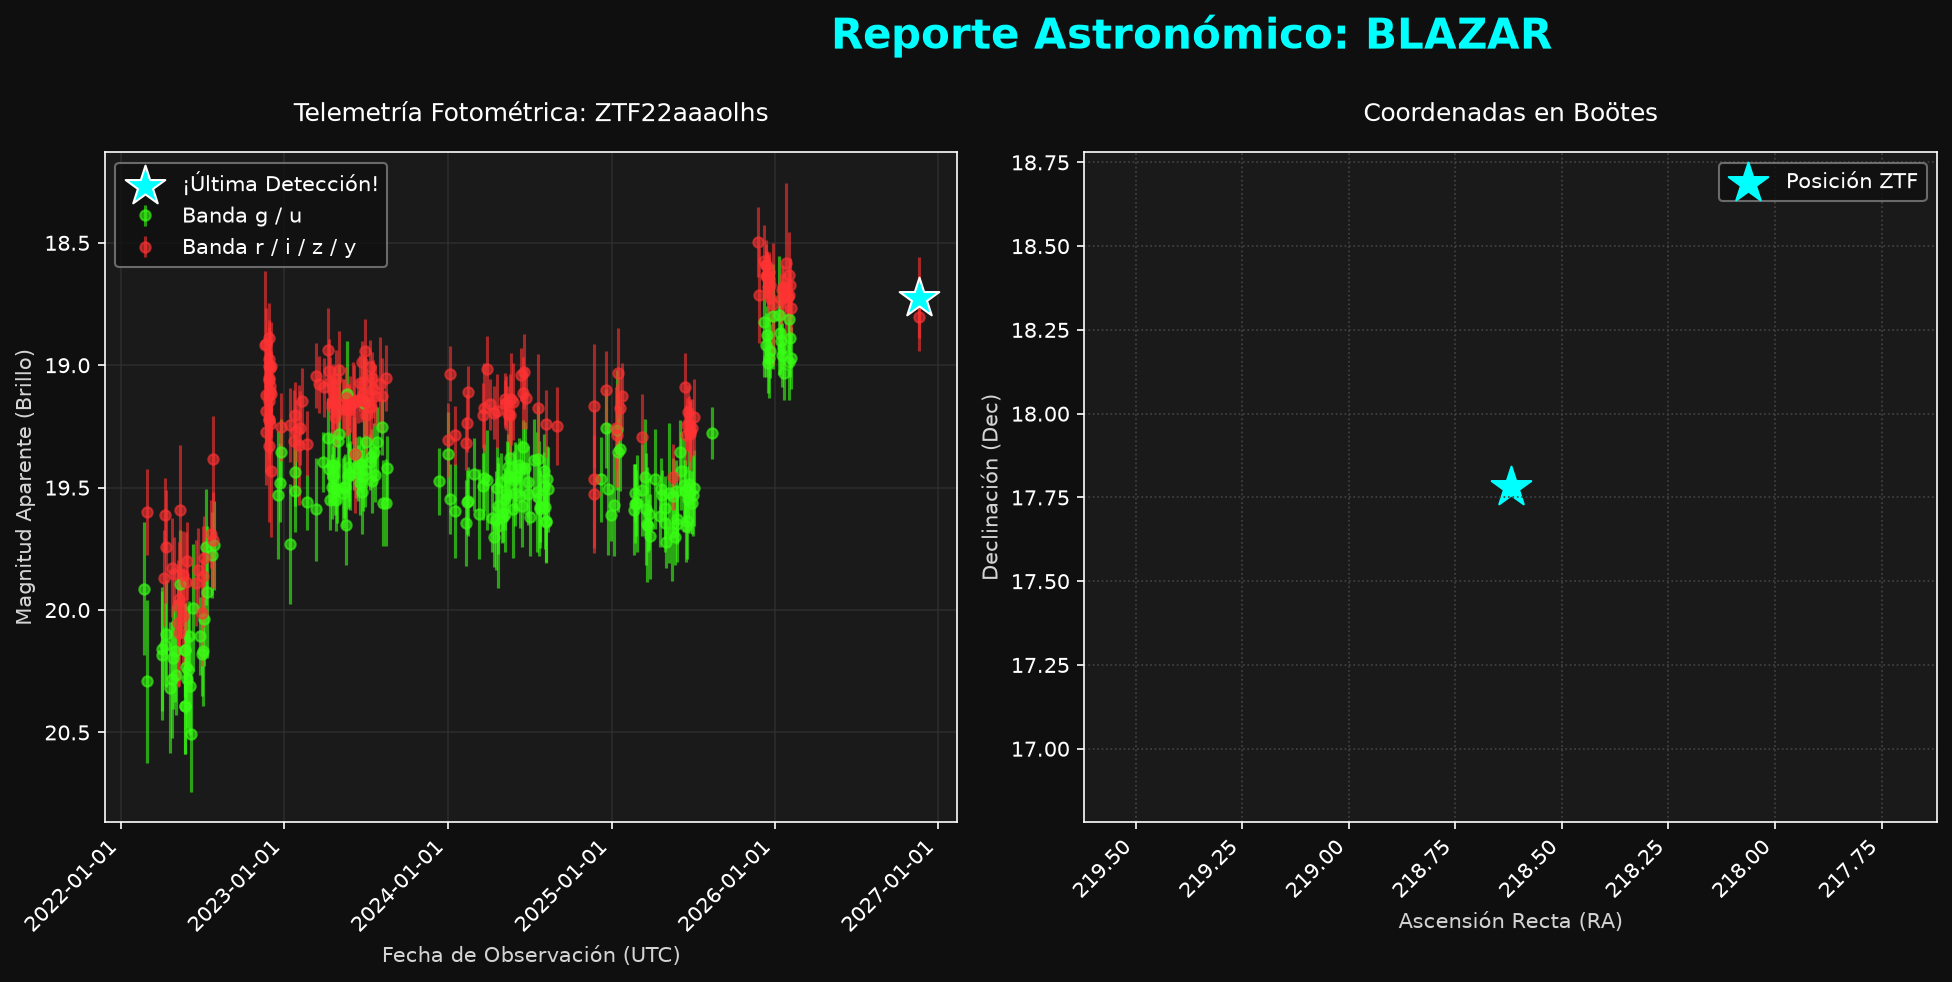 Reporte Astronómico: BLAZAR
Telemetría Fotométrica: ZTF22aaaolhs
¡Última Detección!
Banda g / u
Banda r / i / z / y
Magnitud Aparente (Brillo)
18.5
19.0
19.5
20.0
20.5
2022-01-01
2023-01-01
2024-01-01
2025-01-01
2026-01-01
2027-01-01
Fecha de Observación (UTC)
Coordenadas en Boötes
Posición ZTF
Declinación (Dec)
18.75
18.50
18.25
18.00
17.75
17.50
17.25
17.00
219.50
219.25
219.00
218.75
218.50
218.25
218.00
217.75
Ascensión Recta (RA)